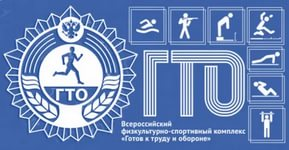 ГТО
ГТО
Всероссийский
физкультурно-спортивный комплекс
«Готов к труду и обороне»